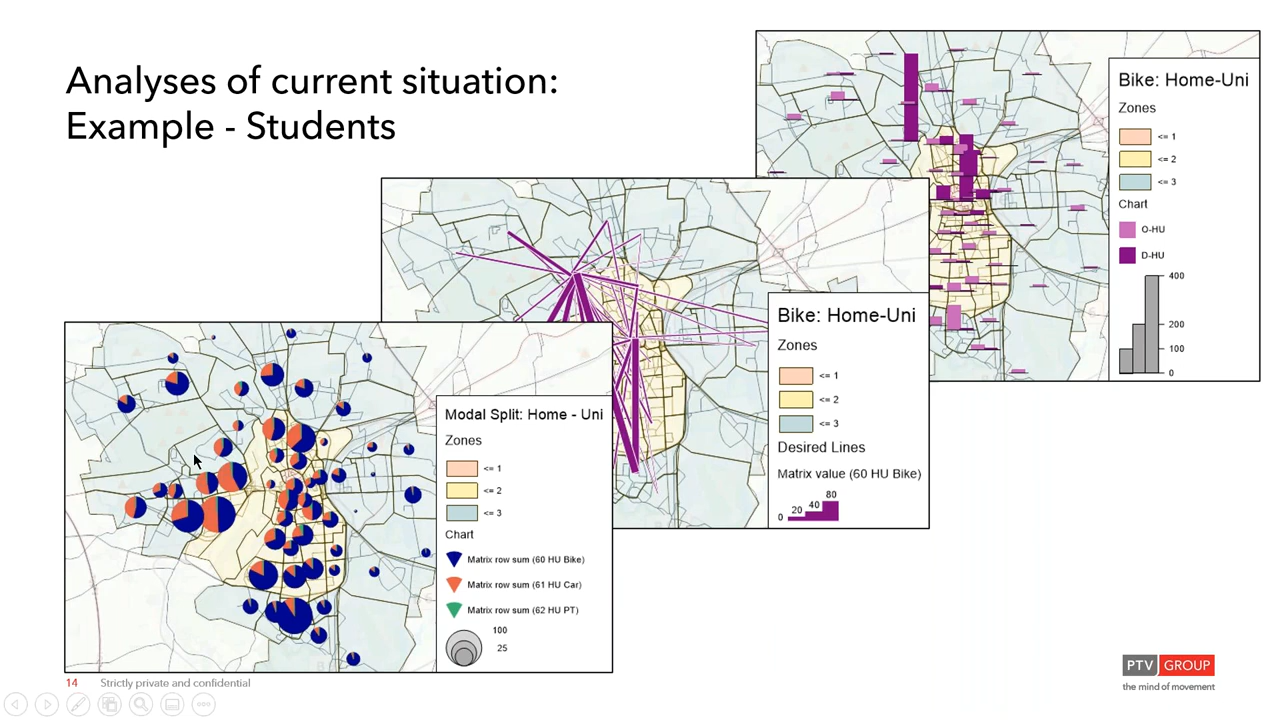 Analyses of current situation:
Example - Students
Bike: Home-Uni
Zones
<= 1
<= 2
<= 3
Chart
O-HU
D-HU
400
200
100
0
Bike: Home-Uni
Zones
<= 1
<= 2
<= 3
Desired Lines
Matrix value (60 HU Bike)
80
40
20
0
Modal Split: Home - Uni
Zones
<= 1
<= 2
<= 3
Chart
Matrix row sum (60 HU Bike)
Matrix row sum (61 HU Car)
Matrix row sum (62 HU PT)
100
25
14 Strictly private and confidential
PTV GROUP
the mind of movement